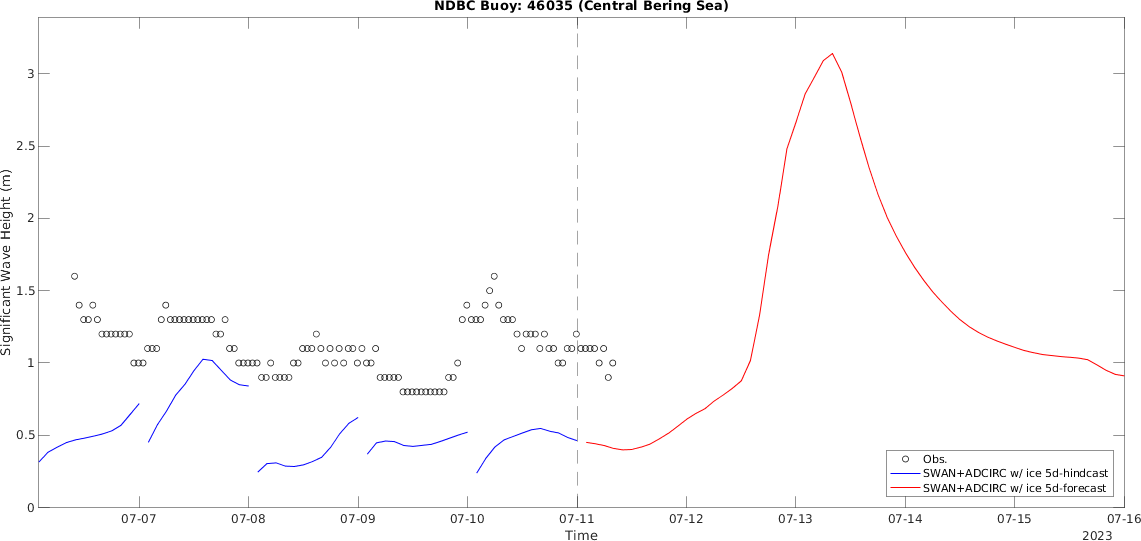 NDBC Buoy: 46035 (Central Bering Sea)
Significant Wave Height (m)
3
2.5
2
1.5
1
0.5
0
Obs.
SWAN+ADCIRC w/ ice 5d-hindcast
SWAN+ADCIRC w/ ice 5d-forecast
07-07 07-08 07-09 07-10 07-11 07-12 07-13 07-14 07-15 07-16
Time
2023